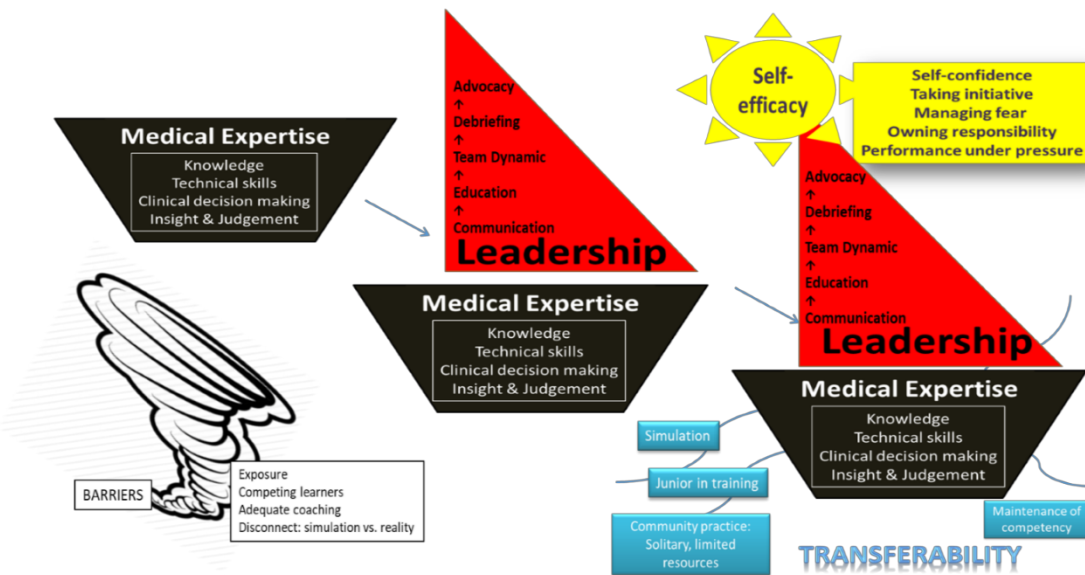 Medical Expertise
Knowledge
Technical skills
Clinical decision making
Insight & Judgement
Advocacy
↑
Debriefing
↑
Team Dynamic
↑
Education
↑
Communication
Leadership
Medical Expertise
Knowledge
Technical skills
Clinical decision making
Insight & Judgement
Self-
efficacy
Self-confidence
Taking initiative
Managing fear
Owning responsibility
Performance under pressure
Advocacy
↑
Debriefing
↑
Team Dynamic
↑
Education
↑
Communication
Leadership
Medical Expertise
Knowledge
Technical skills
Clinical decision making
Insight & Judgement
BARRIERS
Exposure
Competing learners
Adequate coaching
Disconnect: simulation vs. reality
Simulation
Junior in training
Community practice:
Solitary, limited
resources
Maintenance of
competency
TRANSFERABILITY